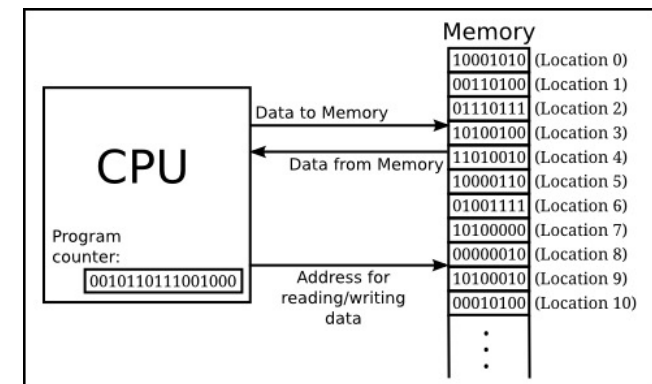 Memory
10001010 (Location 0)
00110100 (Location 1)
01110111 (Location 2)
10100100 (Location 3)
11010010 (Location 4)
10000110 (Location 5)
01001111 (Location 6)
10100000 (Location 7)
00000010 (Location 8)
10100010 (Location 9)
00010100 (Location 10)
Data to Memory
Data from Memory
CPU
Program
counter:
0010110111001000
Address for
reading/writing
data